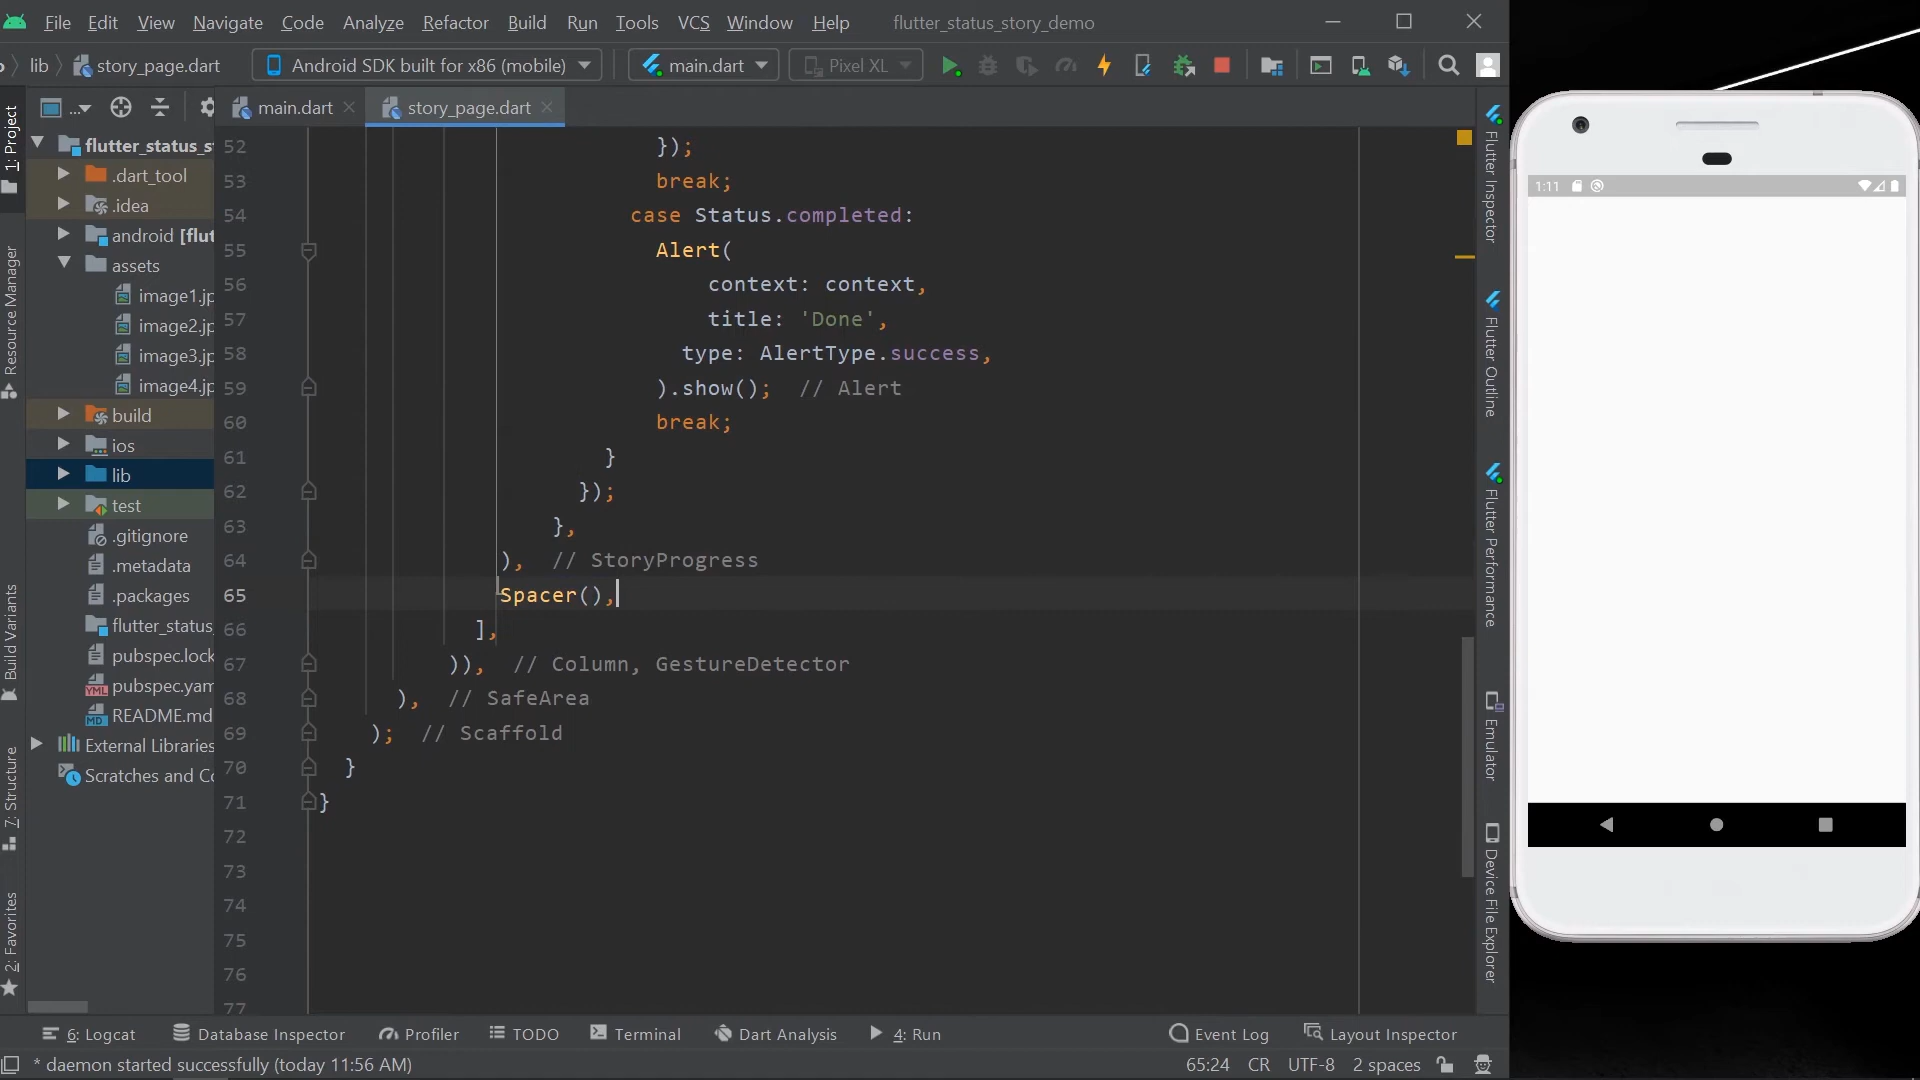 File Edit View Navigate Code Analyze Refactor Build Run Tools VCS Window Help flutter_status_story_demo
lib story_page.dart Android SDK built for x86 (mobile) main.dart Pixel XL
... main.dart story_page.dart
1: Project
Resource Manager
Build Variants
7: Structure
2: Favorites
flutter_status_s
.dart_tool
.idea
android [flut
assets
image1.jp
image2.jp
image3.jp
image4.jp
build
ios
lib
test
.gitignore
.metadata
.packages
flutter_status_
pubspec.lock
pubspec.yam
README.md
External Libraries
Scratches and Co
52 });
53 break;
54 case Status.completed:
55 Alert(
56 context: context,
57 title: 'Done',
58 type: AlertType.success,
59 ).show(); // Alert
60 break;
61 }
62 });
63 },
64 ), // StoryProgress
65 Spacer(),
66 ],
67 )), // Column, GestureDetector
68 ), // SafeArea
69 ); // Scaffold
70 }
71 }
72
73
74
75
76
77
Flutter Inspector
Flutter Outline
Flutter Performance
Emulator
Device File Explorer
1:11
6: Logcat Database Inspector Profiler TODO Terminal Dart Analysis 4: Run Event Log Layout Inspector
* daemon started successfully (today 11:56 AM) 65:24 CR UTF-8 2 spaces